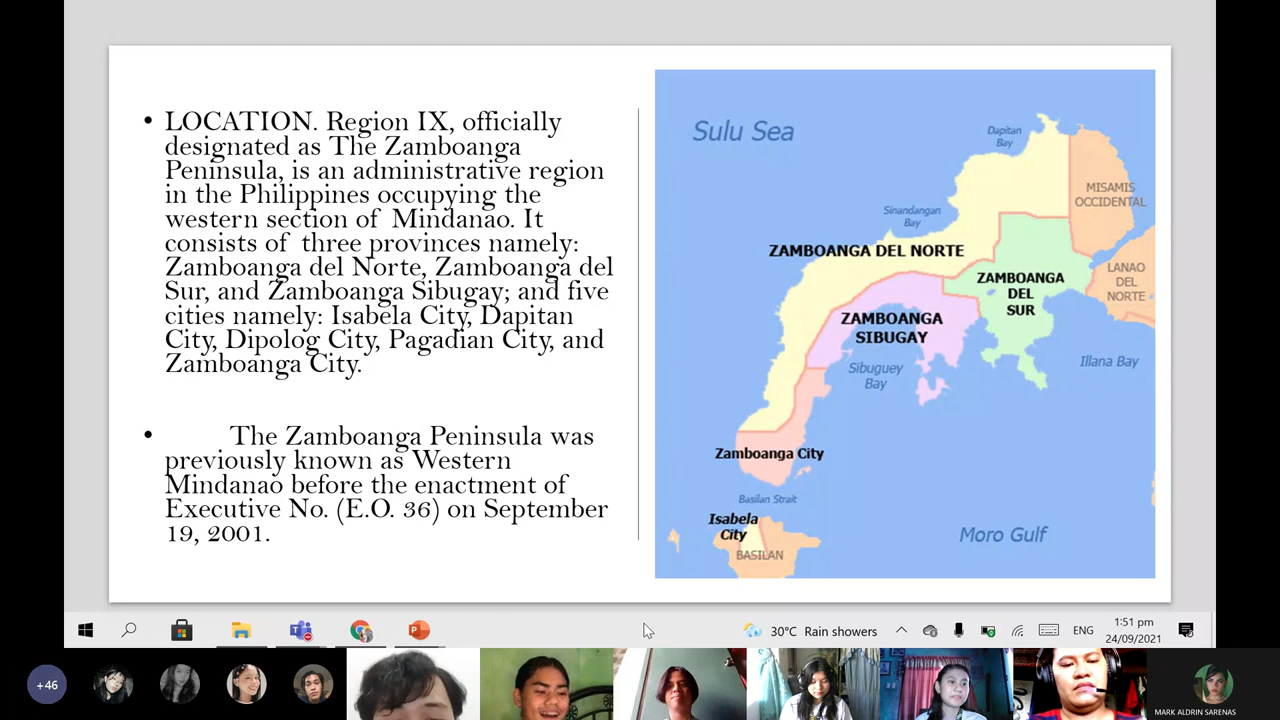 • LOCATION. Region IX, officially
designated as The Zamboanga
Peninsula, is an administrative region
in the Philippines occupying the
western section of Mindanao. It
consists of three provinces namely:
Zamboanga del Norte, Zamboanga del
Sur, and Zamboanga Sibugay; and five
cities namely: Isabela City, Dapitan
City, Dipolog City, Pagadian City, and
Zamboanga City.
• The Zamboanga Peninsula was
previously known as Western
Mindanao before the enactment of
Executive No. (E.O. 36) on September
19, 2001.
Sulu Sea
Dapitan
Bay
MISAMIS
OCCIDENTAL
Sinandangan
Bay
ZAMBOANGA DEL NORTE
LANAO
DEL
NORTE
ZAMBOANGA
DEL
SUR
ZAMBOANGA
SIBUGAY
Illana Bay
Sibuguey
Bay
Zamboanga City
Basilan Strait
Isabela
City
BASILAN
Moro Gulf
30°C Rain showers
ENG
1:51 pm
24/09/2021
+46
MARK ALDRIN SARENAS